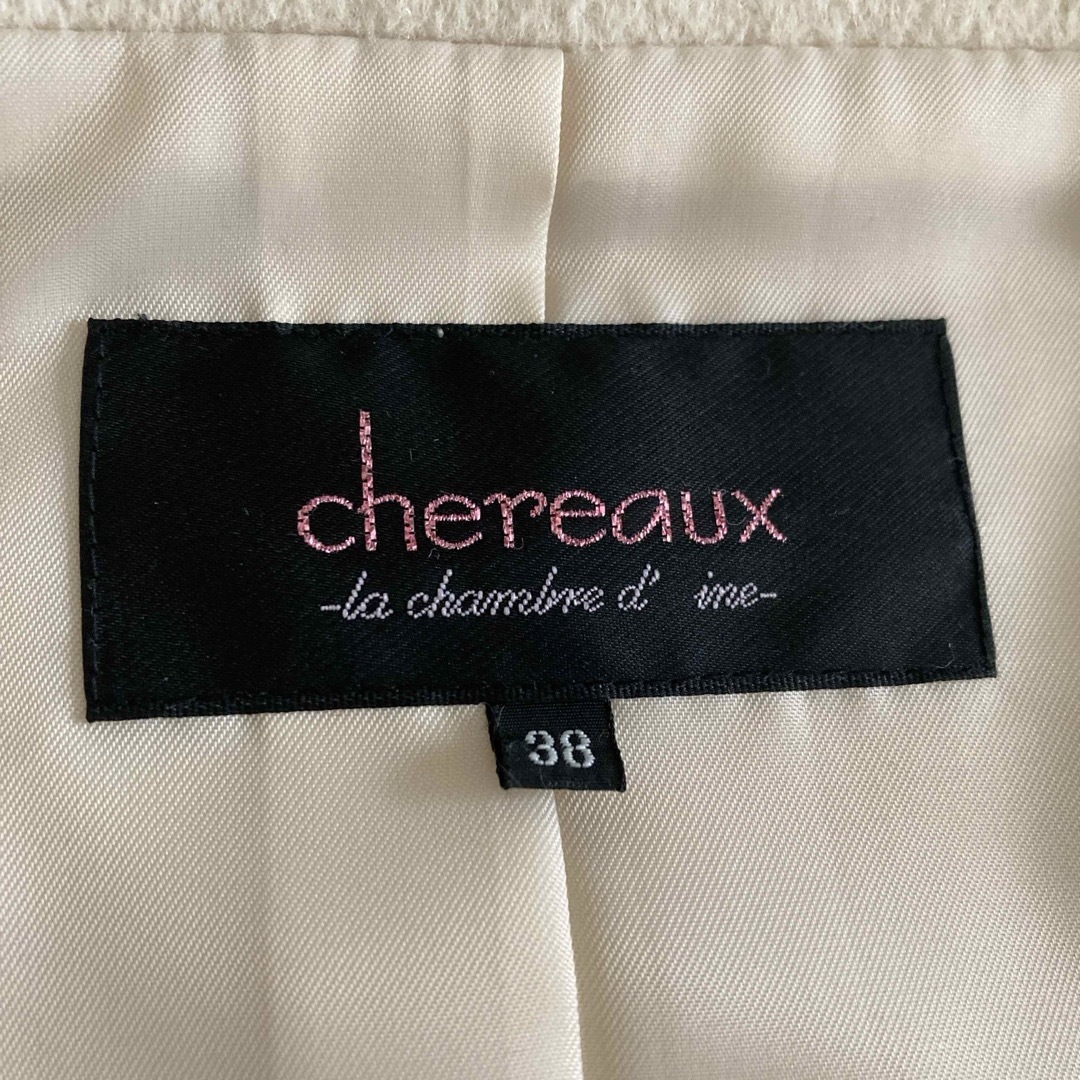 chereaux
-la chambre d' ine-
38